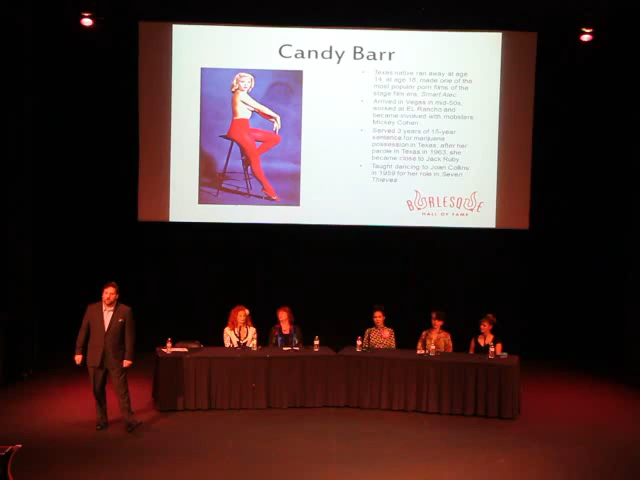 Candy Barr
• Texas native ran away at age
14; at age 16, made one of the
most popular porn films of the
stag film era, Smart Alec.
• Arrived in Vegas in mid-50s,
worked at EL Rancho and
became involved with mobsters
Mickey Cohen
• Served 3 years of 15-year
sentence for marijuana
possession in Texas; after her
parole in Texas in 1963, she
became close to Jack Ruby
• Taught dancing to Joan Collins
in 1959 for her role in Seven
Thieves
BURLESQUE
HALL OF FAME